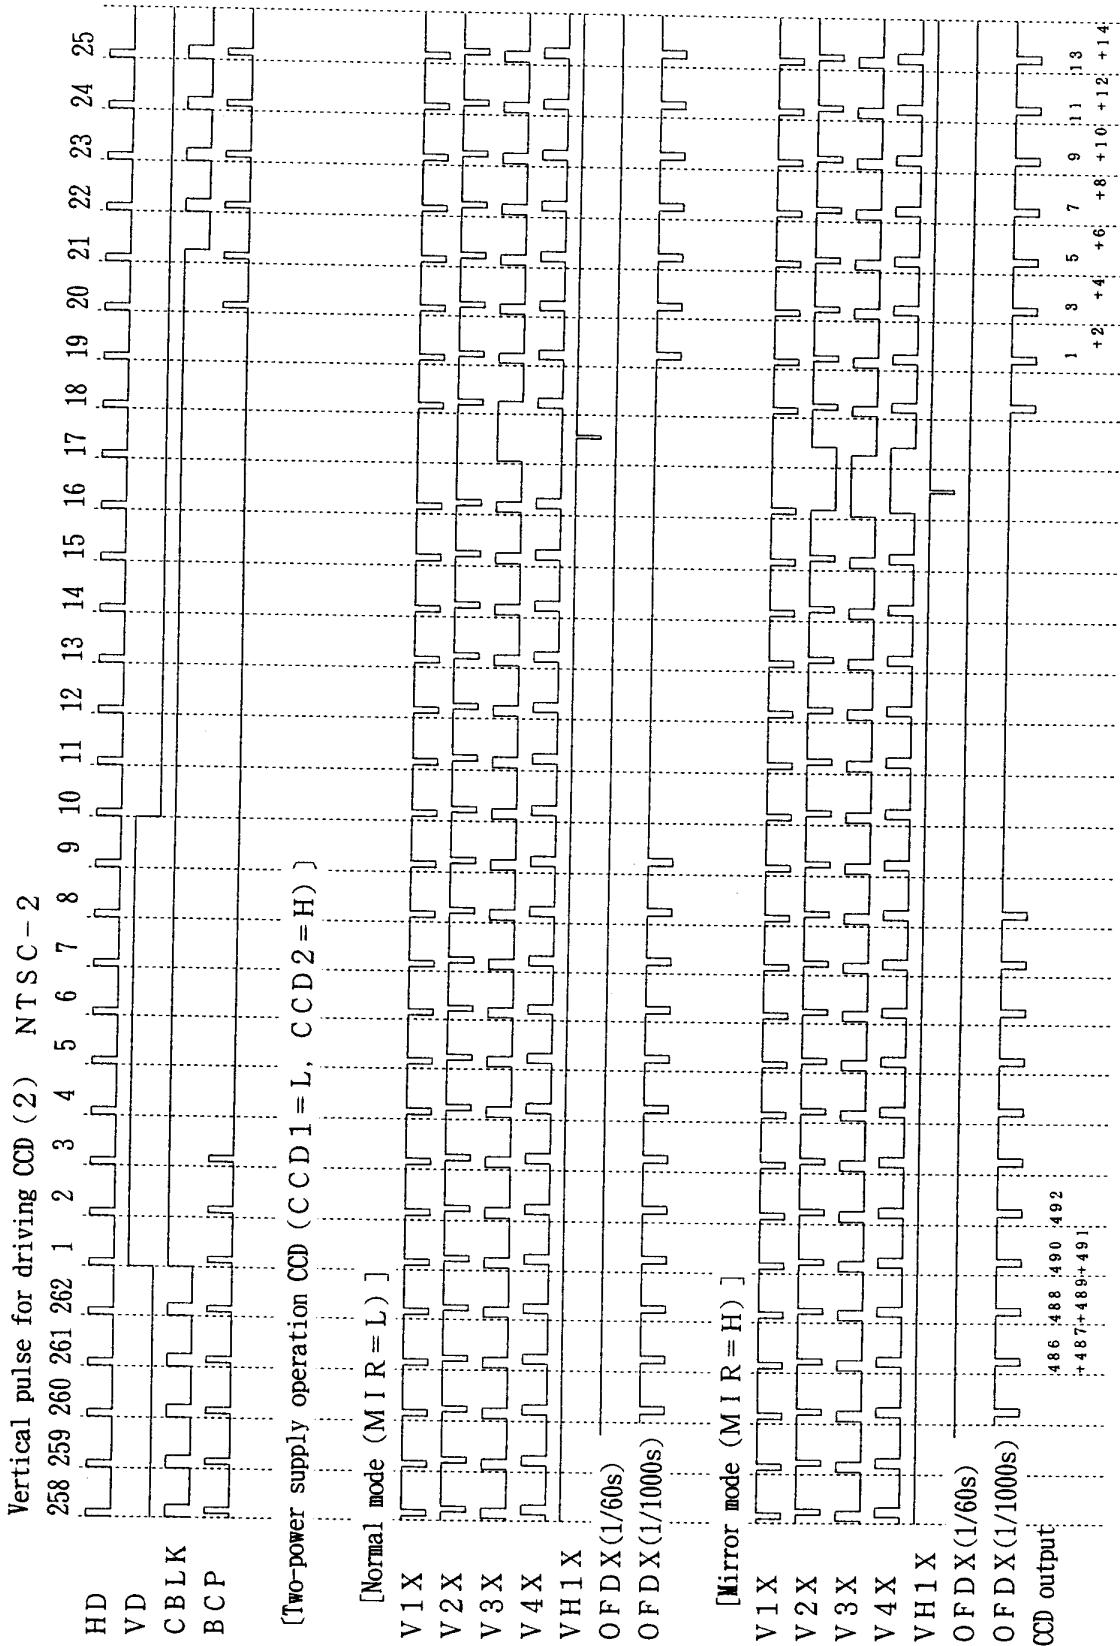 Vertical pulse for driving CCD (2) NTSC-2
258 259 260 261 262 1 2 3 4 5 6 7 8 9 10 11 12 13 14 15 16 17 18 19 20 21 22 23 24 25
HD
VD
CBLK
BCP
[Two-power supply operation CCD (CCD1=L, CCD2=H)]
[Normal mode (MIR=L)]
V1X
V2X
V3X
V4X
VH1X
OFDX(1/60s)
OFDX(1/1000s)
[Mirror mode (MIR=H)]
V1X
V2X
V3X
V4X
VH1X
OFDX(1/60s)
OFDX(1/1000s)
CCD output
486 488 490 492 1 3 5 7 9 11 13
+487+489+491 +2 +4 +6 +8 +10 +12 +14